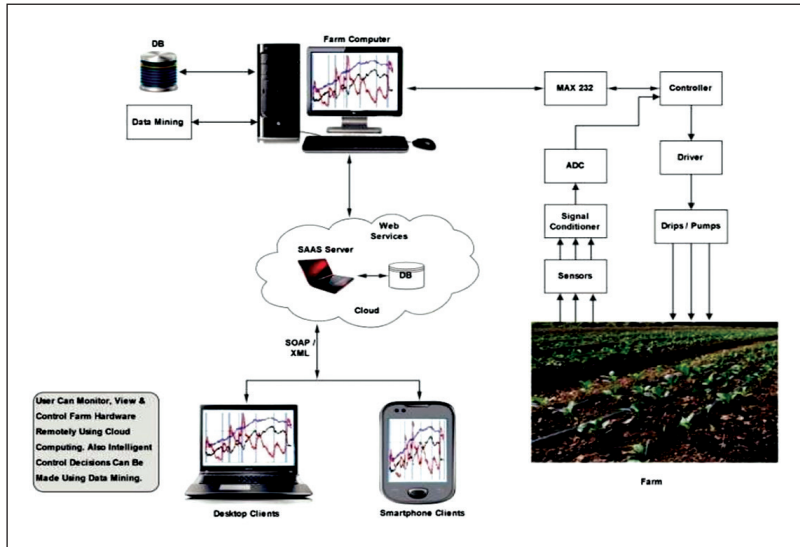 DB
Farm Computer
Data Mining
MAX 232
Controller
ADC
Driver
Signal
Conditioner
Drips / Pumps
Sensors
Web
Services
SAAS Server
DB
Cloud
SOAP /
XML
User Can Monitor, View &
Control Farm Hardware
Remotely Using Cloud
Computing. Also Intelligent
Control Decisions Can Be
Made Using Data Mining.
Desktop Clients
Smartphone Clients
Farm